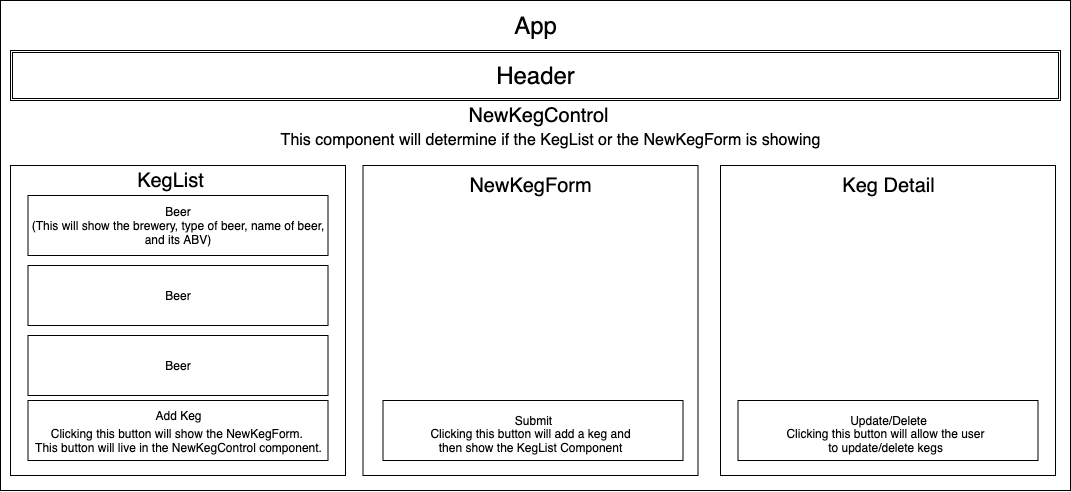 App
Header
NewKegControl
This component will determine if the KegList or the NewKegForm is showing
KegList
Beer
(This will show the brewery, type of beer, name of beer,
and its ABV)
Beer
Beer
Add Keg
Clicking this button will show the NewKegForm.
This button will live in the NewKegControl component.
NewKegForm
Submit
Clicking this button will add a keg and
then show the KegList Component
Keg Detail
Update/Delete
Clicking this button will allow the user
to update/delete kegs